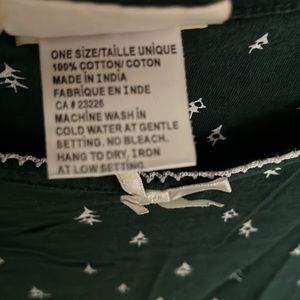 ONE SIZE/TAILLE UNIQUE
100% COTTON/ COTON
MADE IN INDIA
FABRIQUE EN INDE
CA # 23226
MACHINE WASH IN
COLD WATER AT GENTLE
SETTING. NO BLEACH.
HANG TO DRY, IRON
AT LOW SETTING.